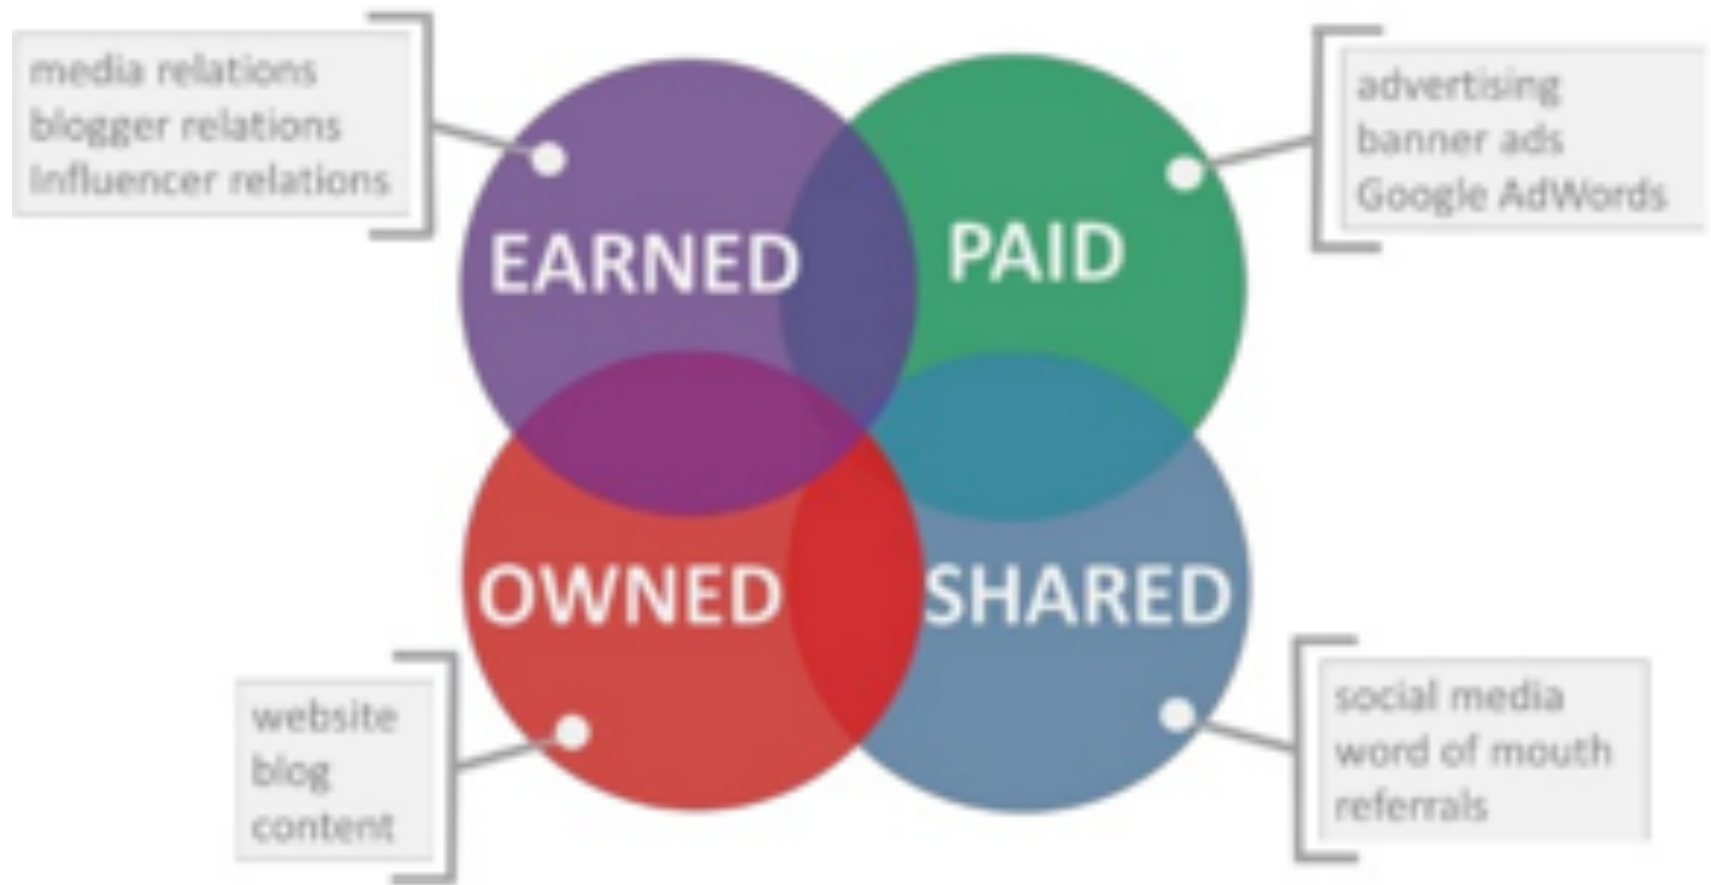 media relations
blogger relations
Influencer relations
EARNED
PAID
advertising
banner ads
Google AdWords
OWNED
SHARED
website
blog
content
social media
word of mouth
referrals